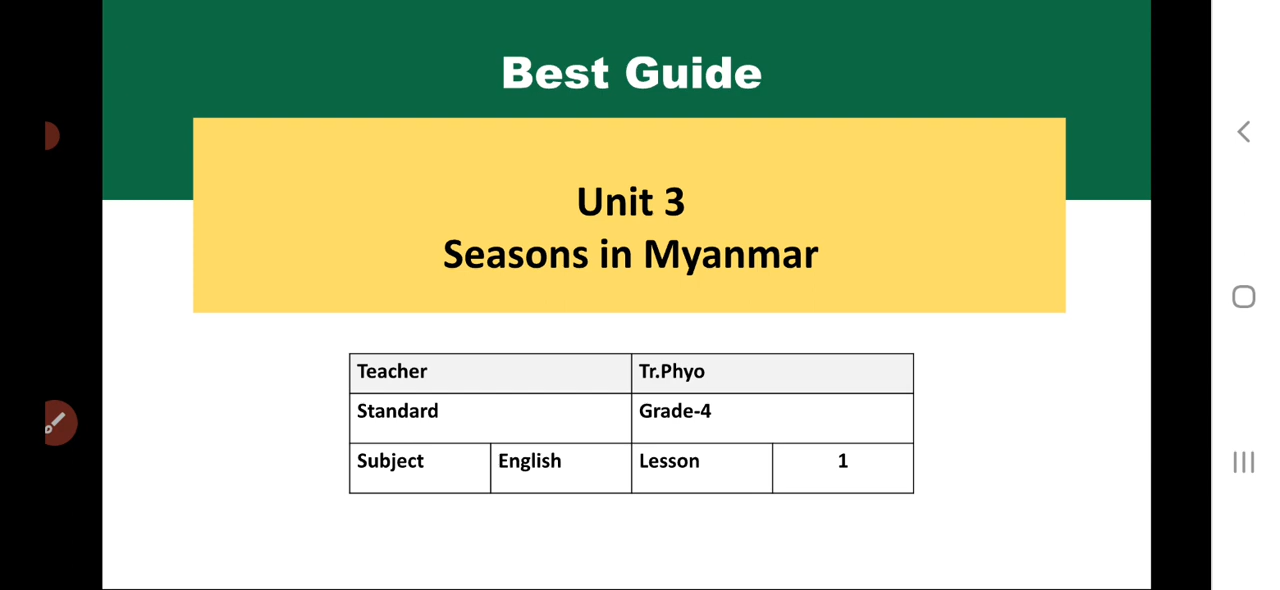 Best Guide
Unit 3
Seasons in Myanmar
Teacher Tr.Phyo
Standard Grade-4
Subject English Lesson 1